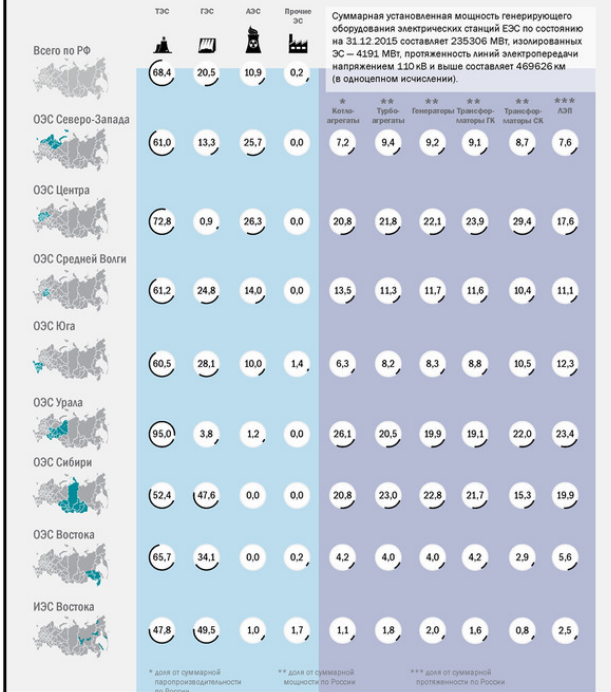 ТЭС ГЭС АЭС Прочие ЭС
Суммарная установленная мощность генерирующего
оборудования электрических станций ЕЭС по состоянию
на 31.12.2015 составляет 235306 МВт, изолированных
ЭС — 4191 МВт, протяженность линий электропередачи
напряжением 110 кВ и выше составляет 469626 км
(в одноцепном исчислении).
Всего по РФ
68,4 20,5 10,9 0,2
* ** ** ** ** ***
Котло- Турбо- Генераторы Трансфор- Трансфор- ЛЭП
агрегаты агрегаты маторы ГК маторы СК
ОЭС Северо-Запада
61,0 13,3 25,7 0,0 7,2 9,4 9,2 9,1 8,7 7,6
ОЭС Центра
72,8 0,9 26,3 0,0 20,8 21,8 22,1 23,9 29,4 17,6
ОЭС Средней Волги
61,2 24,8 14,0 0,0 13,5 11,3 11,7 11,6 10,4 11,1
ОЭС Юга
60,5 28,1 10,0 1,4 6,3 8,2 8,3 8,8 10,5 12,3
ОЭС Урала
95,0 3,8 1,2 0,0 26,1 20,5 19,9 19,1 22,0 23,4
ОЭС Сибири
52,4 47,6 0,0 0,0 20,8 23,0 22,8 21,7 15,3 19,9
ОЭС Востока
65,7 34,1 0,0 0,2 4,2 4,0 4,0 4,2 2,9 5,6
ИЭС Востока
47,8 49,5 1,0 1,7 1,1 1,8 2,0 1,6 0,8 2,5
* доля от суммарной ** доля от суммарной *** доля от суммарной
паропроизводительности мощности по России протяженности по России
по России